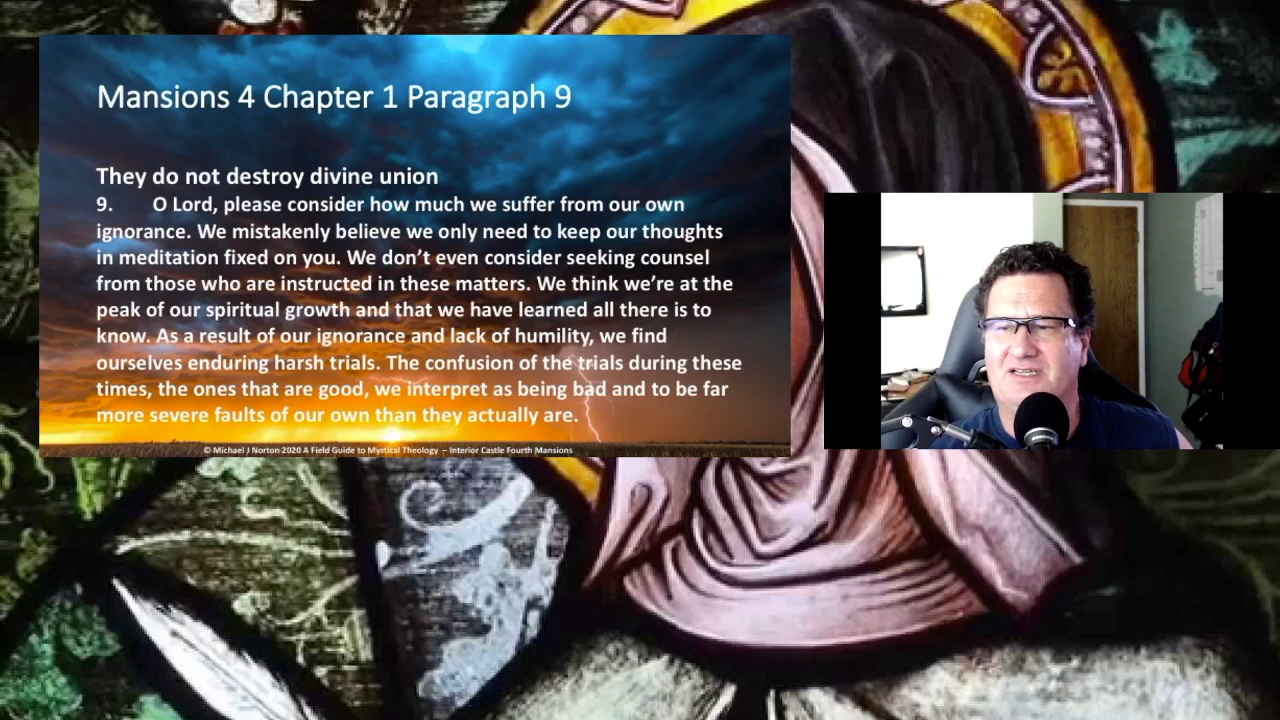 Mansions 4 Chapter 1 Paragraph 9
They do not destroy divine union
9. O Lord, please consider how much we suffer from our own
ignorance. We mistakenly believe we only need to keep our thoughts
in meditation fixed on you. We don’t even consider seeking counsel
from those who are instructed in these matters. We think we’re at the
peak of our spiritual growth and that we have learned all there is to
know. As a result of our ignorance and lack of humility, we find
ourselves enduring harsh trials. The confusion of the trials during these
times, the ones that are good, we interpret as being bad and to be far
more severe faults of our own than they actually are.
© Michael J Norton 2020 A Field Guide to Mystical Theology – Interior Castle Fourth Mansions